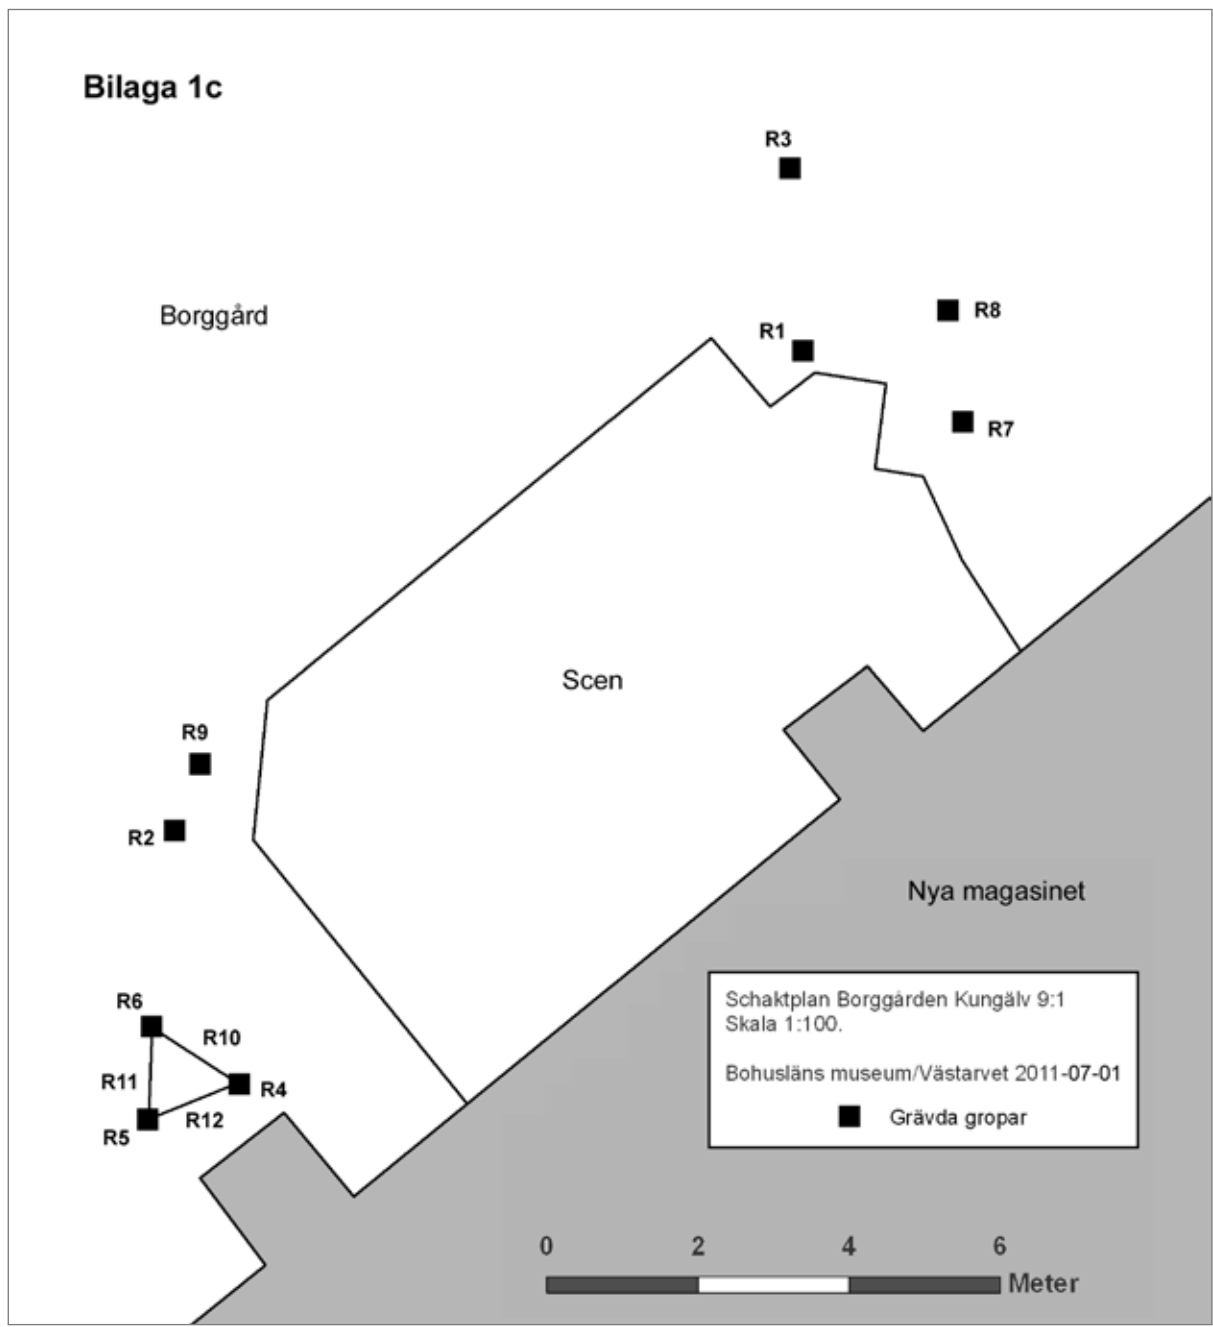 Bilaga 1c
R3
Borggård
R8
R1
R7
Scen
R9
R2
Nya magasinet
R6
R10
R11
R4
R12
R5
Schaktplan Borggården Kungälv 9:1
Skala 1:100.
Bohusläns museum/Västarvet 2011-07-01
Grävda gropar
0 2 4 6
Meter